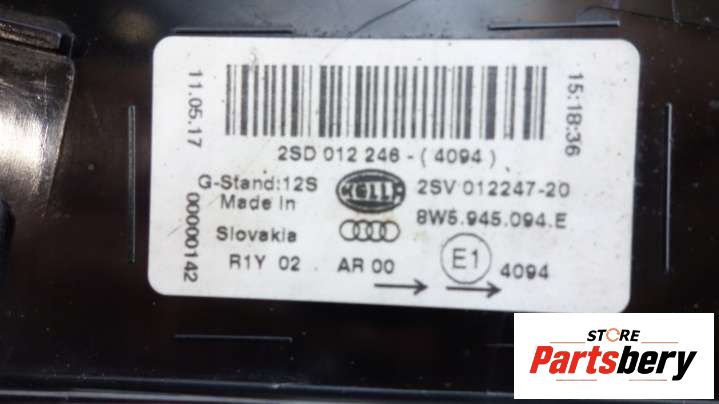 11.05.17
00000142
15:18:36
2SD 012 246-(4094)
G-Stand:12S
HELLA
2SV 012247-20
Made in
8W5.945.094.E
Slovakia
R1Y 02 AR 00 E1 4094
STORE
Partsbery